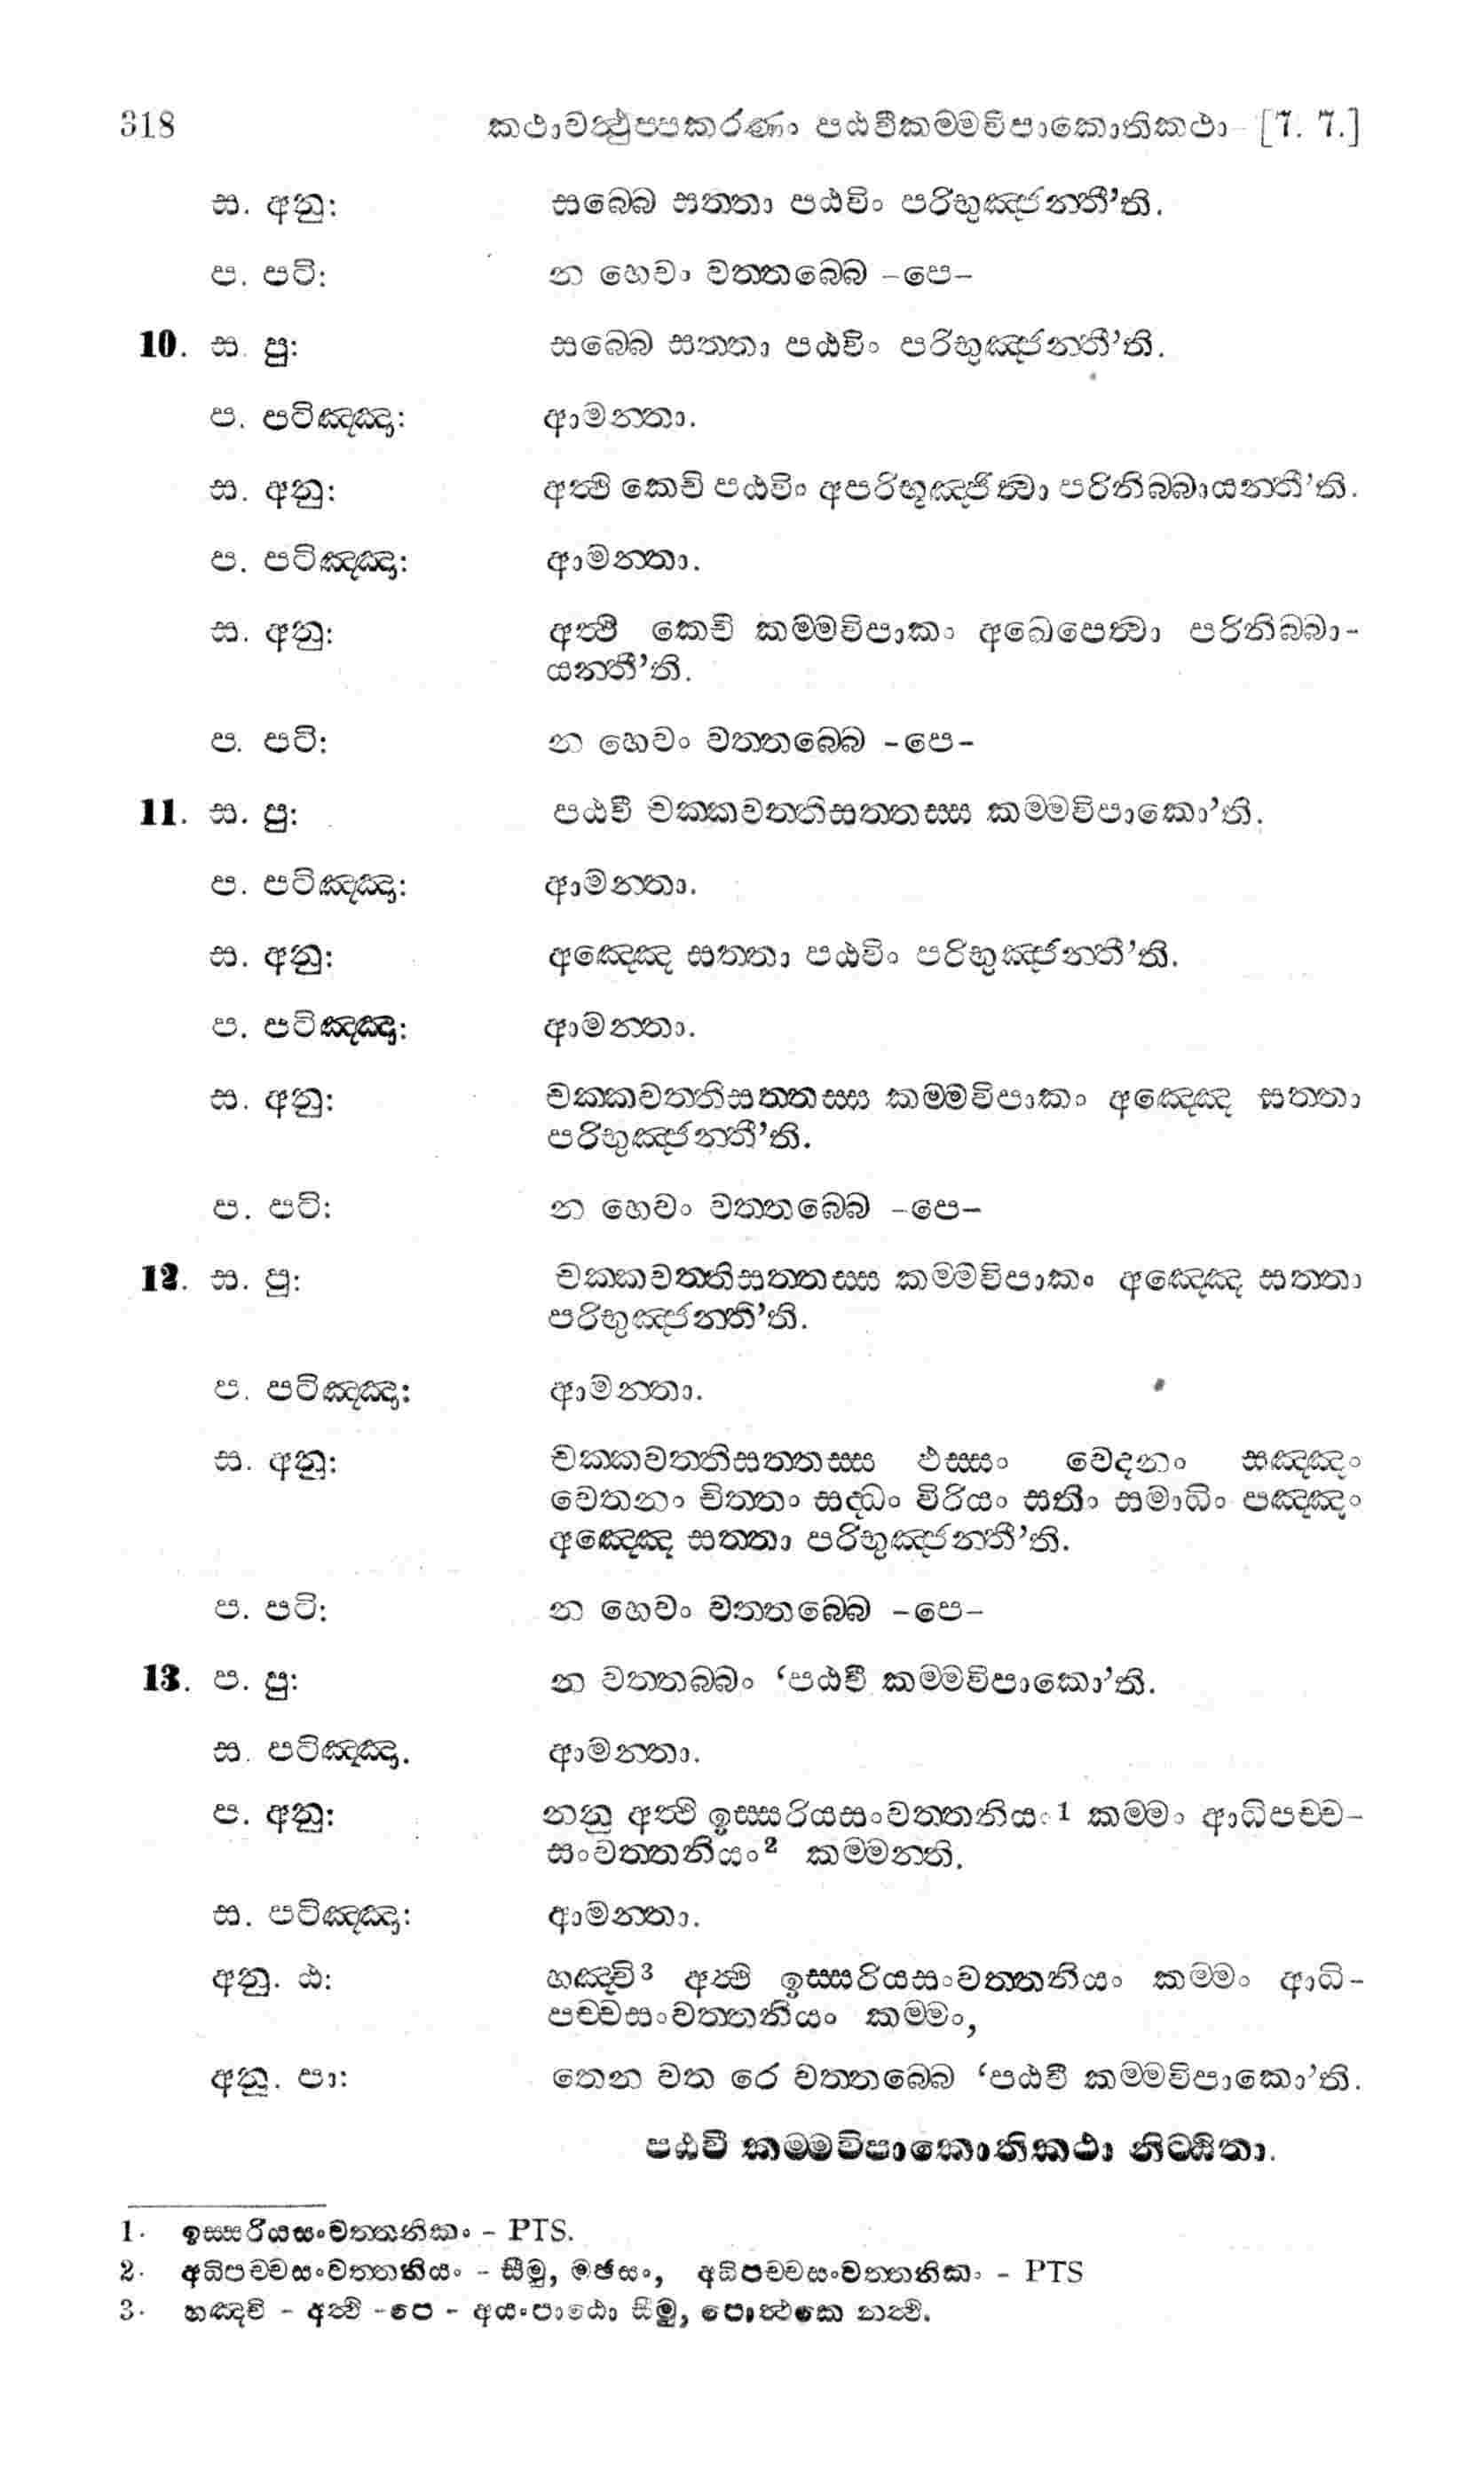 318 කථාවත්‍ථුප්පකරණං පඨවීකම්මවිපාකොතිකථා [7. 7.]
ස. අනු: සබ්බෙ සත්තා පඨවිං පරිභුඤ්ජන්තී’ති.
ප. පටි: න හෙවං වත්තබ්බෙ -පෙ-
10. ස. පු: සබ්බෙ සත්තා පඨවිං පරිභුඤ්ජන්තී’ති.
ප. පටිඤ්ඤා: ආමන්තා.
ස. අනු: අත්‍ථි කෙචි පඨවිං අපරිභුඤ්ජිත්‍වා පරිනිබ්බායන්තී’ති.
ප. පටිඤ්ඤා: ආමන්තා.
ස. අනු: අත්‍ථි කෙචි කම්මවිපාකං අඛෙපෙත්‍වා පරිනිබ්බා-
යන්තී’ති.
ප. පටි: න හෙවං වත්තබ්බෙ -පෙ-
11. ස. පු: පඨවී චක්කවත්තිසත්තස්ස කම්මවිපාකො’ති.
ප. පටිඤ්ඤා: ආමන්තා.
ස. අනු: අඤ්ඤෙ සත්තා පඨවිං පරිභුඤ්ජන්තී’ති.
ප. පටිඤ්ඤා: ආමන්තා.
ස. අනු: චක්කවත්තිසත්තස්ස කම්මවිපාකං අඤ්ඤෙ සත්තා
පරිභුඤ්ජන්තී’ති.
ප. පටි: න හෙවං වත්තබ්බෙ -පෙ-
12. ස. පු: චක්කවත්තිසත්තස්ස කම්මවිපාකං අඤ්ඤෙ සත්තා
පරිභුඤ්ජන්තී’ති.
ප. පටිඤ්ඤා: ආමන්තා.
ස. අනු: චක්කවත්තිසත්තස්ස ඵස්සං වෙදනං සඤ්ඤං
චෙතනං චිත්තං සද්ධං විරියං සතිං සමාධිං පඤ්ඤං
අඤ්ඤෙ සත්තා පරිභුඤ්ජන්තී’ති.
ප. පටි: න හෙවං වත්තබ්බෙ -පෙ-
13. ප. පු: න වත්තබ්බං ‘පඨවී කම්මවිපාකො’ති.
ස. පටිඤ්ඤා. ආමන්තා.
ප. අනු: නනු අත්‍ථි ඉස්සරියසංවත්තනියං1 කම්මං ආධිපච්ච-
සංවත්තනියං2 කම්මන්ති.
ස. පටිඤ්ඤා: ආමන්තා.
අනු. ඨ: හඤ්චි3 අත්‍ථි ඉස්සරියසංවත්තනියං කම්මං ආධි-
පච්චසංවත්තනියං කම්මං,
අනු. පා: තෙන වත රෙ වත්තබ්බෙ ‘පඨවී කම්මවිපාකො’ති.
පඨවී කම්මවිපාකොතිකථා නිට්ඨිතා.
1. ඉස්සරියසංවත්තනිකං - PTS.
2. අධිපච්චසංවත්තනියං - සීමු, මජසං, අධිපච්චසංවත්තනිකං - PTS
3. හඤ්චි - අත්‍ථි -පෙ - අයංපාඨො සීමු, පොත්‍ථකෙ නත්‍ථි.